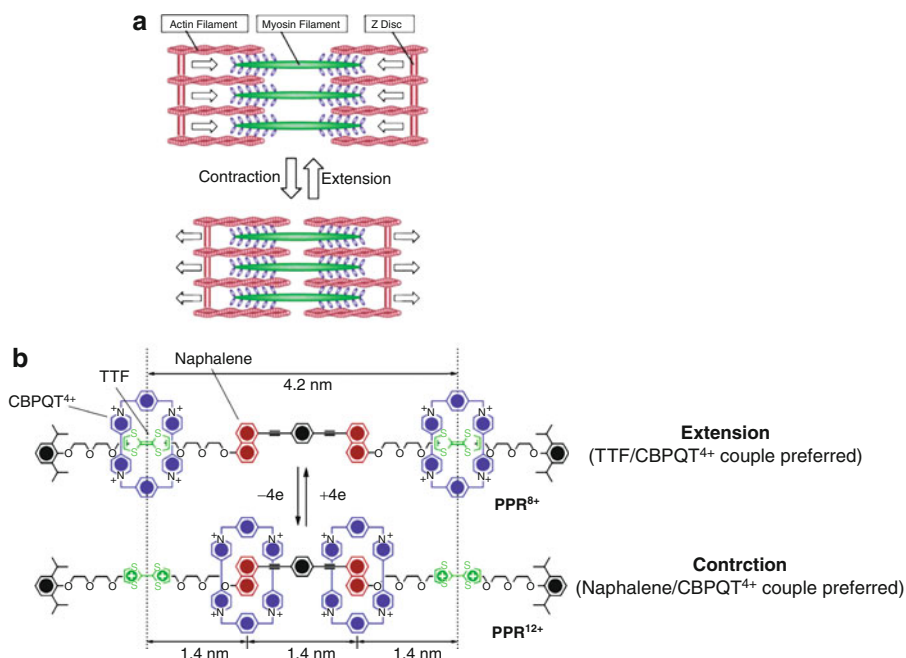 a
Actin Filament
Myosin Filament
Z Disc
Contraction
Extension
b
Naphalene
TTF
4.2 nm
CBPQT4+
N+ N+ S S S S N+ N+
O O O O
O O O O
N+ N+ S S S S N+ N+
Extension
(TTF/CBPQT4+ couple preferred)
PPR8+
−4e
+4e
N+ N+ N+ N+
S S S S
O O O O
O O O O
S S S S
N+ N+ N+ N+
Contrction
(Naphalene/CBPQT4+ couple preferred)
PPR12+
1.4 nm
1.4 nm
1.4 nm